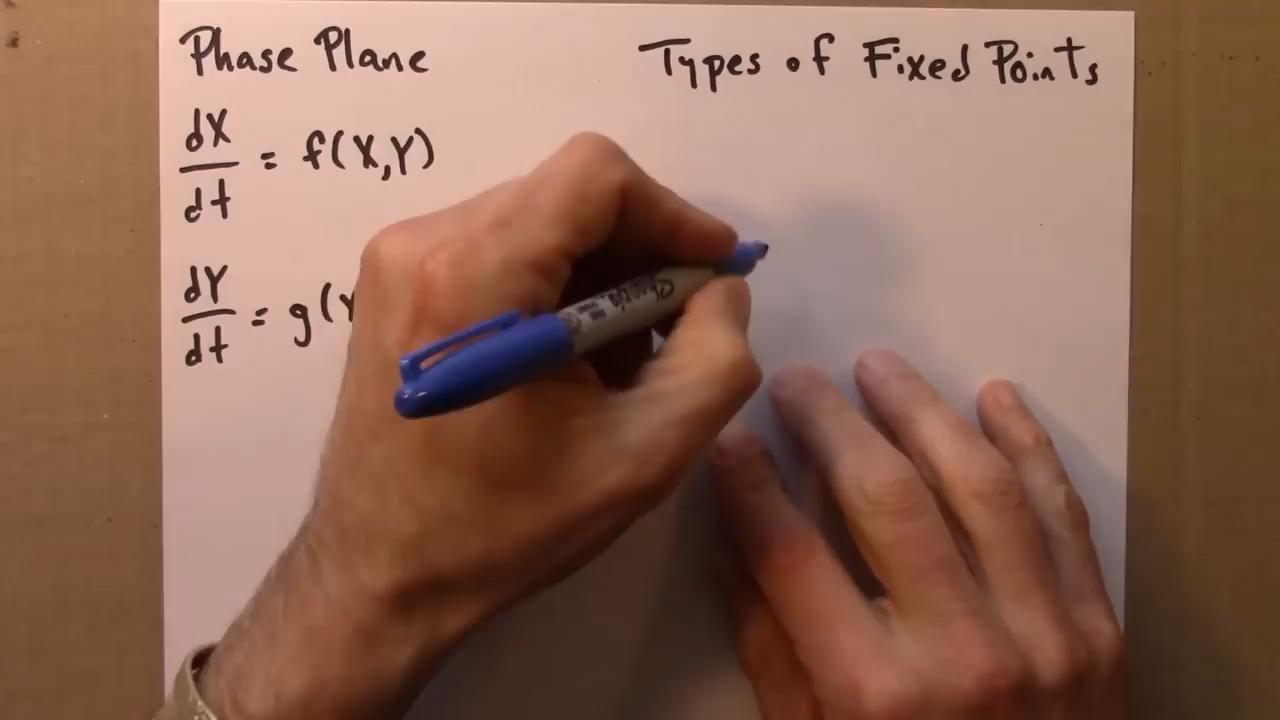 Phase Plane
Types of Fixed Points
dX
dt
= f(X,Y)
dY
dt
= g(